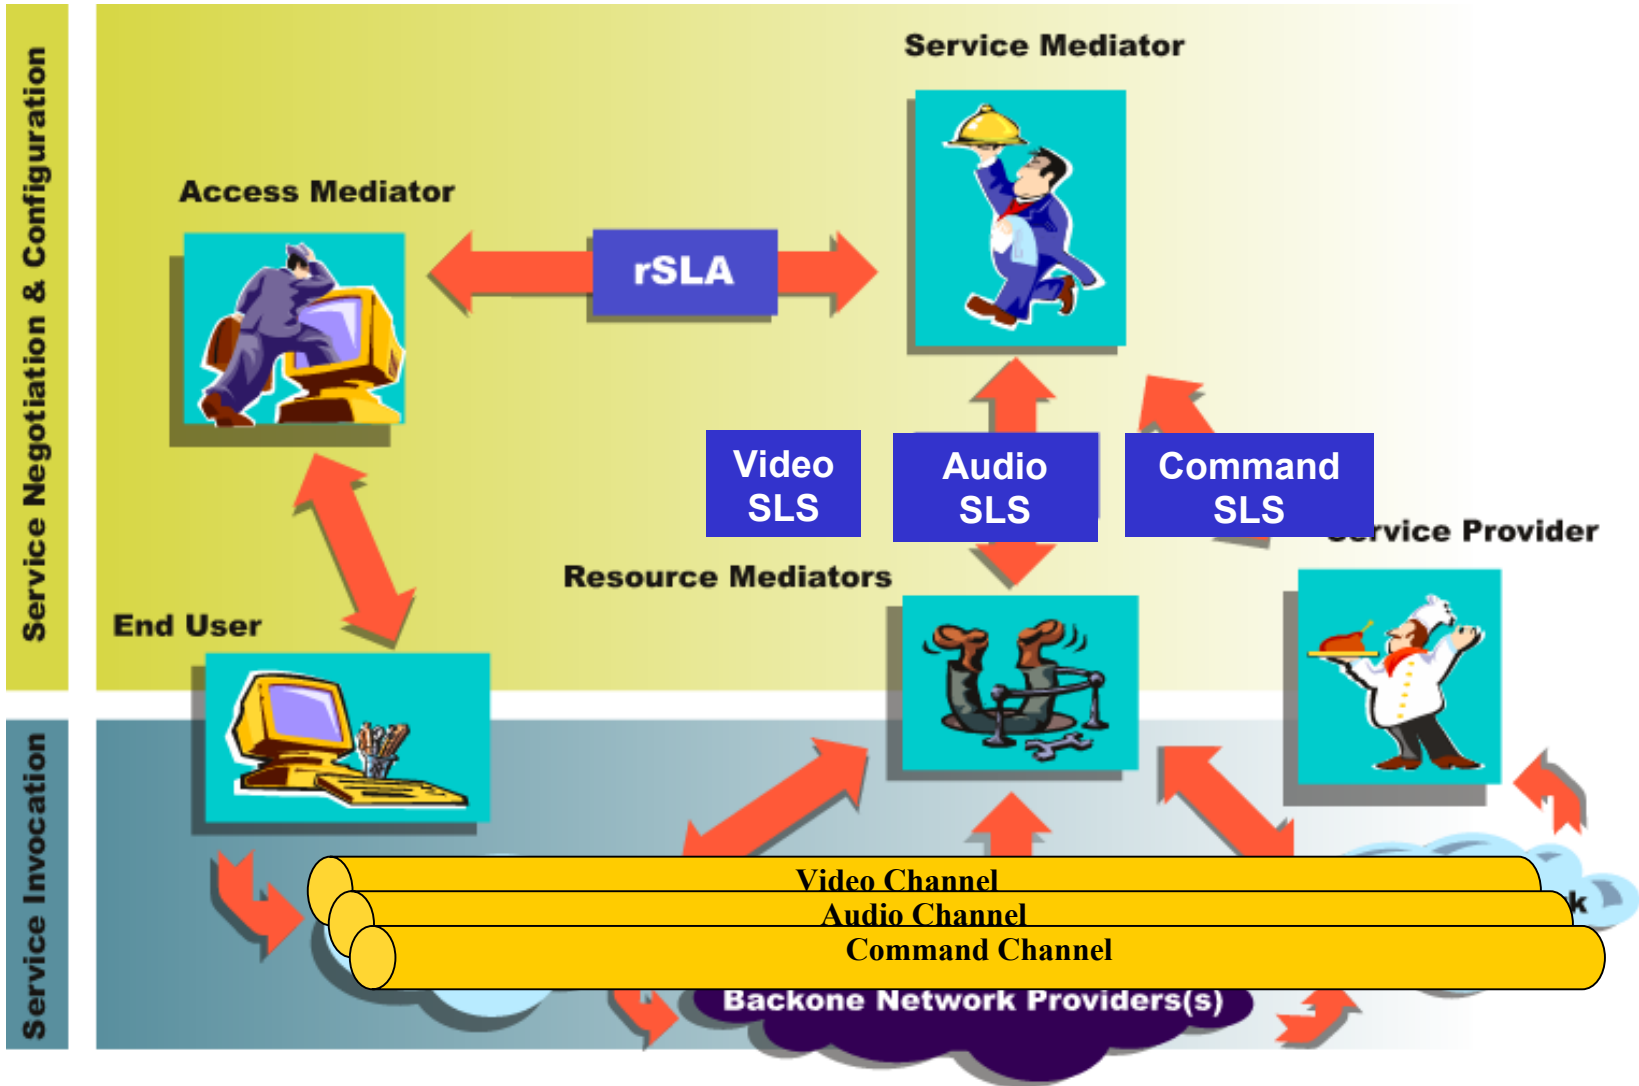 Service Negotiation & Configuration
Service Mediator
Access Mediator
rSLA
Video
SLS
Audio
SLS
Command
SLS
Provider
Resource Mediators
End User
Service Invocation
Video Channel
Audio Channel
Command Channel
Backone Network Providers(s)